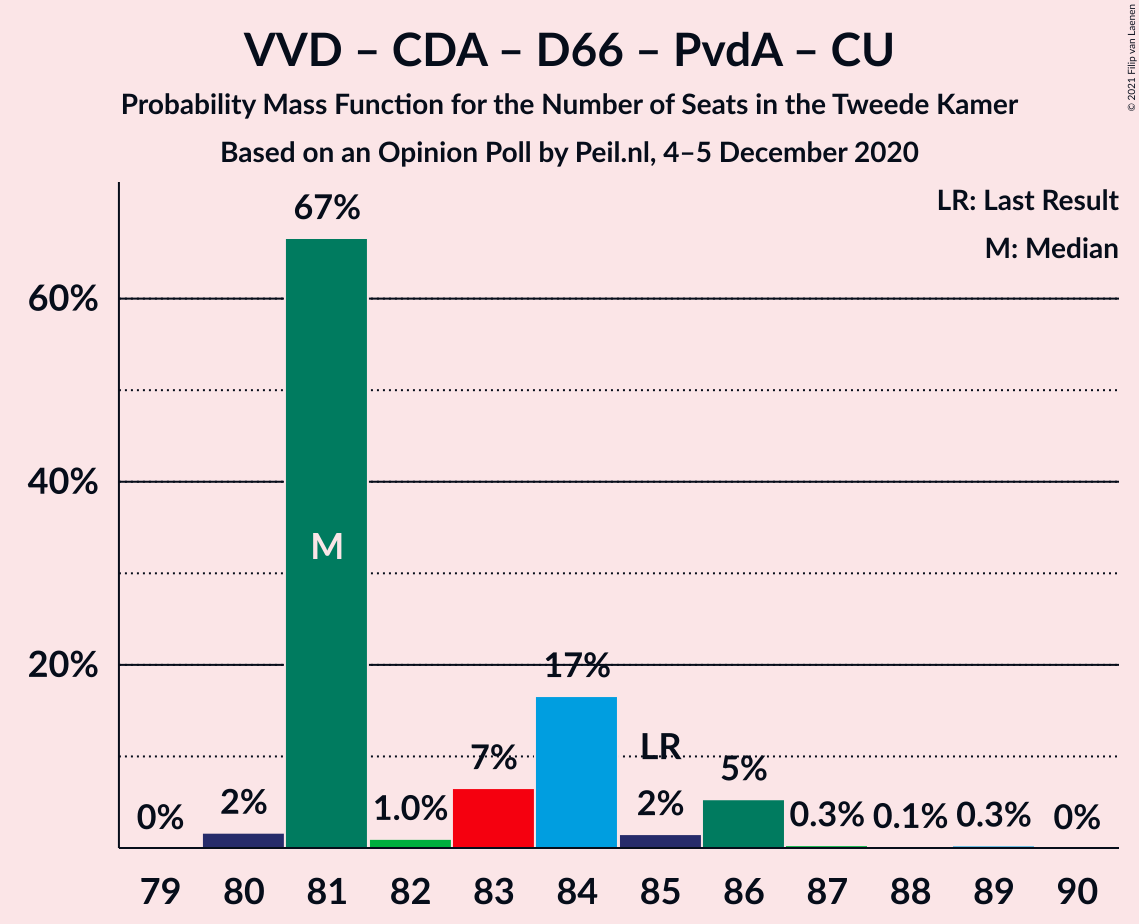 VVD – CDA – D66 – PvdA – CU
Probability Mass Function for the Number of Seats in the Tweede Kamer
Based on an Opinion Poll by Peil.nl, 4–5 December 2020
© 2021 Filip van Laenen
LR: Last Result
M: Median
60%
40%
20%
0%
2%
67%
M
1.0%
7%
17%
LR
2%
5%
0.3%
0.1%
0.3%
0%
79 80 81 82 83 84 85 86 87 88 89 90